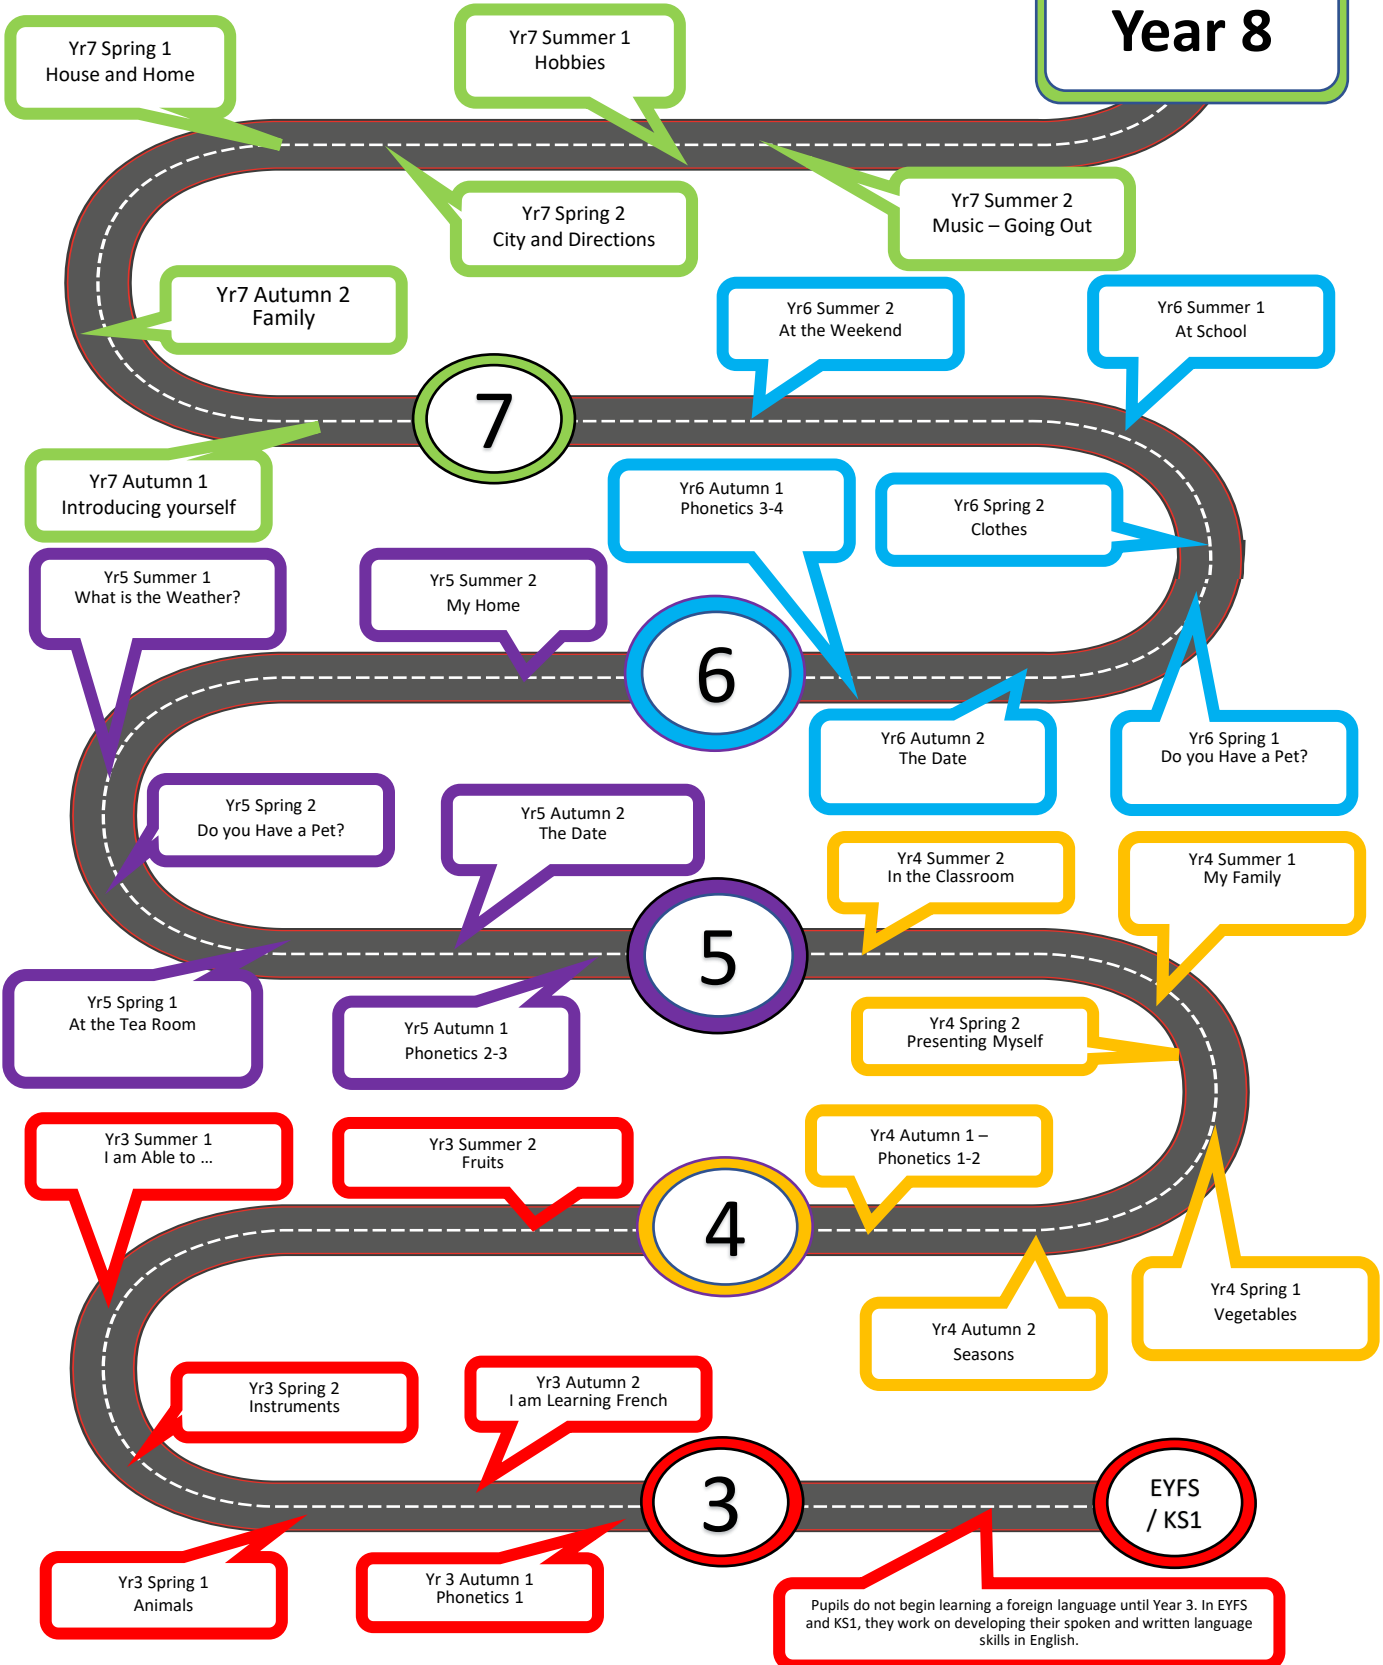 Year 8
Yr7 Spring 1
House and Home
Yr7 Summer 1
Hobbies
Yr7 Spring 2
City and Directions
Yr7 Summer 2
Music – Going Out
Yr7 Autumn 2
Family
Yr6 Summer 2
At the Weekend
Yr6 Summer 1
At School
7
Yr7 Autumn 1
Introducing yourself
Yr6 Autumn 1
Phonetics 3-4
Yr6 Spring 2
Clothes
Yr5 Summer 1
What is the Weather?
Yr5 Summer 2
My Home
6
Yr6 Autumn 2
The Date
Yr6 Spring 1
Do you Have a Pet?
Yr5 Spring 2
Do you Have a Pet?
Yr5 Autumn 2
The Date
Yr4 Summer 2
In the Classroom
Yr4 Summer 1
My Family
5
Yr5 Spring 1
At the Tea Room
Yr5 Autumn 1
Phonetics 2-3
Yr4 Spring 2
Presenting Myself
Yr3 Summer 1
I am Able to ...
Yr3 Summer 2
Fruits
Yr4 Autumn 1 –
Phonetics 1-2
4
Yr4 Autumn 2
Seasons
Yr4 Spring 1
Vegetables
Yr3 Spring 2
Instruments
Yr3 Autumn 2
I am Learning French
3
EYFS
/ KS1
Yr3 Spring 1
Animals
Yr 3 Autumn 1
Phonetics 1
Pupils do not begin learning a foreign language until Year 3. In EYFS
and KS1, they work on developing their spoken and written language
skills in English.